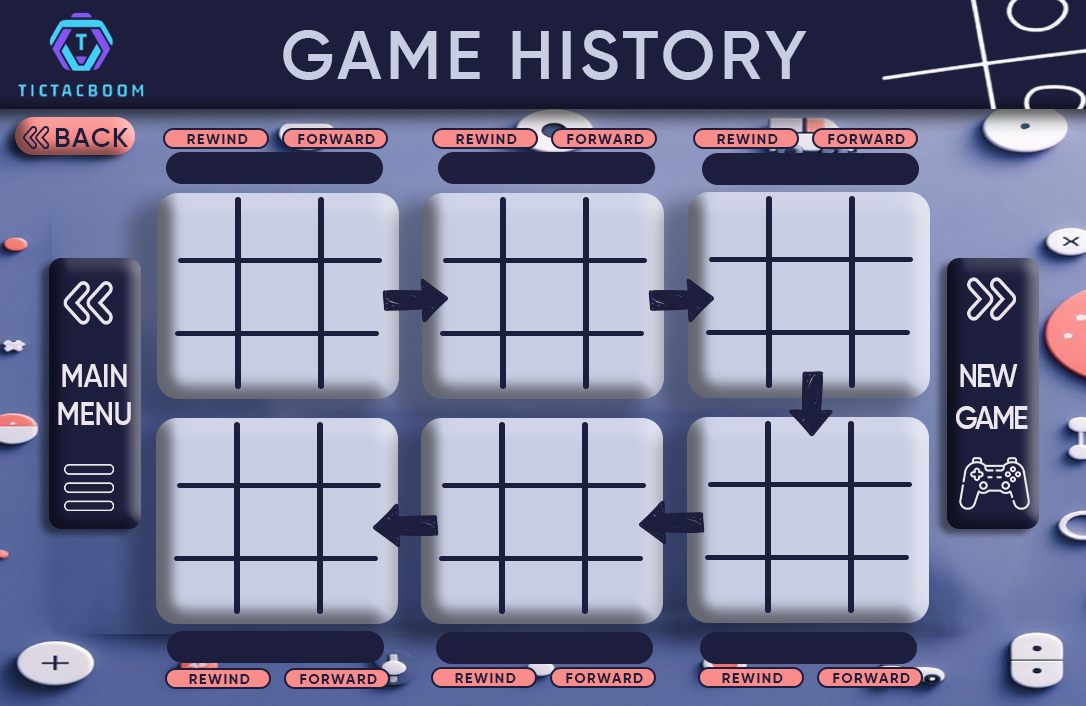 T
TICTACBOOM
GAME HISTORY
BACK
REWIND FORWARD REWIND FORWARD REWIND FORWARD
MAIN
MENU
NEW
GAME
REWIND FORWARD REWIND FORWARD REWIND FORWARD